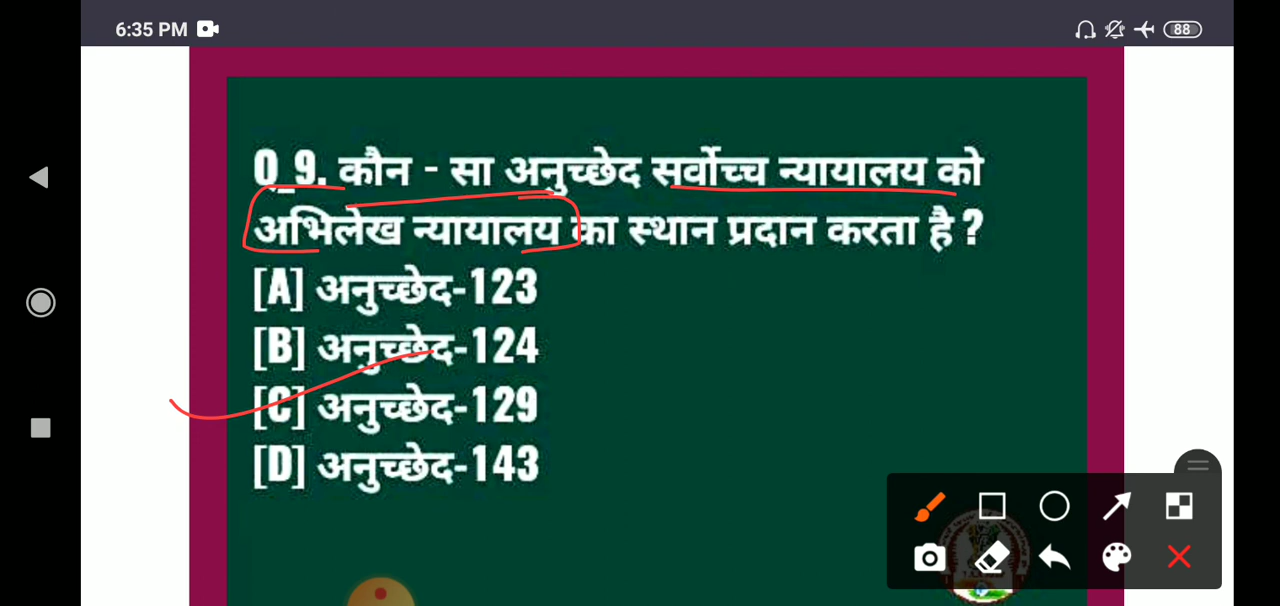 6:35 PM
88
Q_9. कौन - सा अनुच्छेद सर्वोच्च न्यायालय को
अभिलेख न्यायालय का स्थान प्रदान करता है ?
[A] अनुच्छेद-123
[B] अनुच्छेद-124
[C] अनुच्छेद-129
[D] अनुच्छेद-143